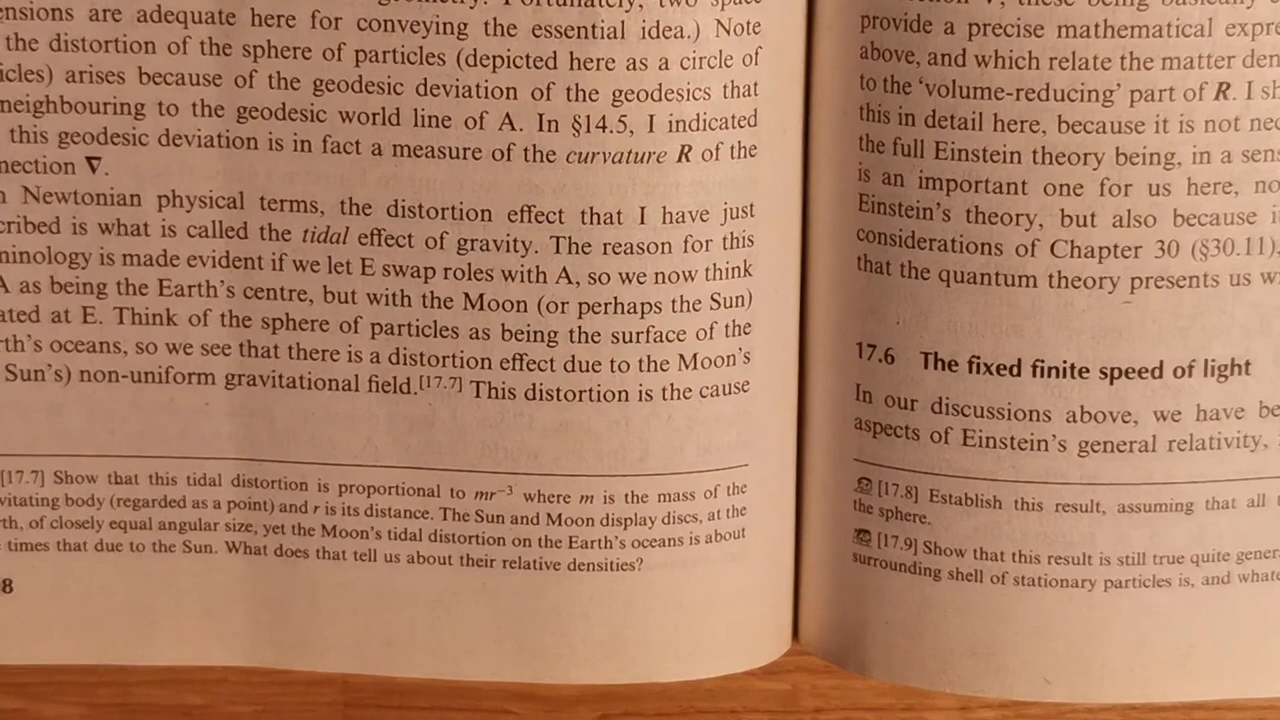 the distortion of the sphere of particles (depicted here as a circle of
ensions are adequate here for conveying the essential idea.) Note
icles) arises because of the geodesic deviation of the geodesics that
neighbouring to the geodesic world line of A. In §14.5, I indicated
this geodesic deviation is in fact a measure of the curvature R of the
nection ∇.
n Newtonian physical terms, the distortion effect that I have just
cribed is what is called the tidal effect of gravity. The reason for this
minology is made evident if we let E swap roles with A, so we now think
A as being the Earth's centre, but with the Moon (or perhaps the Sun)
ated at E. Think of the sphere of particles as being the surface of the
rth's oceans, so we see that there is a distortion effect due to the Moon's
Sun's) non-uniform gravitational field.[17.7] This distortion is the cause
[17.7] Show that this tidal distortion is proportional to mr⁻³ where m is the mass of the
vitating body (regarded as a point) and r is its distance. The Sun and Moon display discs, at the
rth, of closely equal angular size, yet the Moon's tidal distortion on the Earth's oceans is about
times that due to the Sun. What does that tell us about their relative densities?
8
provide a precise mathematical expre
above, and which relate the matter den
to the 'volume-reducing' part of R. I sh
this in detail here, because it is not nec
the full Einstein theory being, in a sens
is an important one for us here, no
Einstein's theory, but also because i
considerations of Chapter 30 (§30.11),
that the quantum theory presents us w
17.6 The fixed finite speed of light
In our discussions above, we have be
aspects of Einstein's general relativity,
[17.8] Establish this result, assuming that all
the sphere.
[17.9] Show that this result is still true quite gener
surrounding shell of stationary particles is, and whate